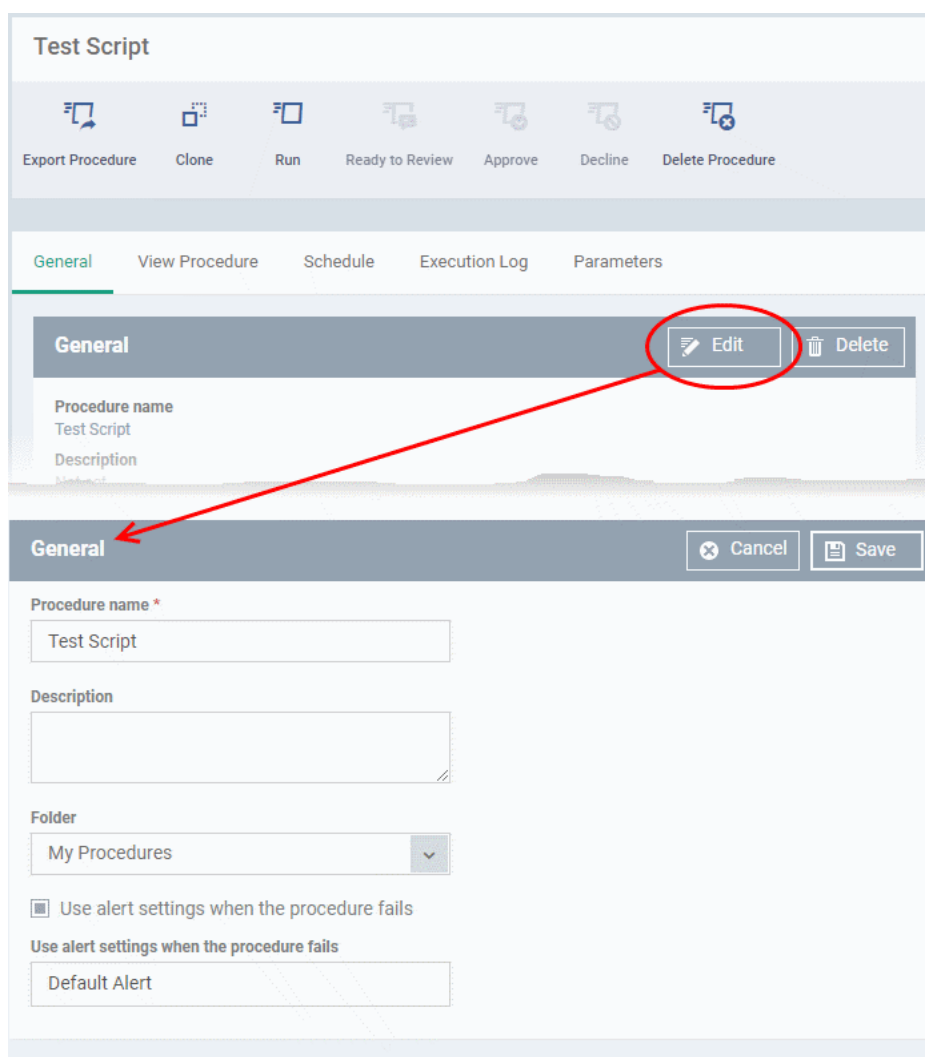 Test Script
Export Procedure Clone Run Ready to Review Approve Decline Delete Procedure
General View Procedure Schedule Execution Log Parameters
General Edit Delete
Procedure name
Test Script
Description
General Cancel Save
Procedure name *
Test Script
Description
Folder
My Procedures
Use alert settings when the procedure fails
Use alert settings when the procedure fails
Default Alert